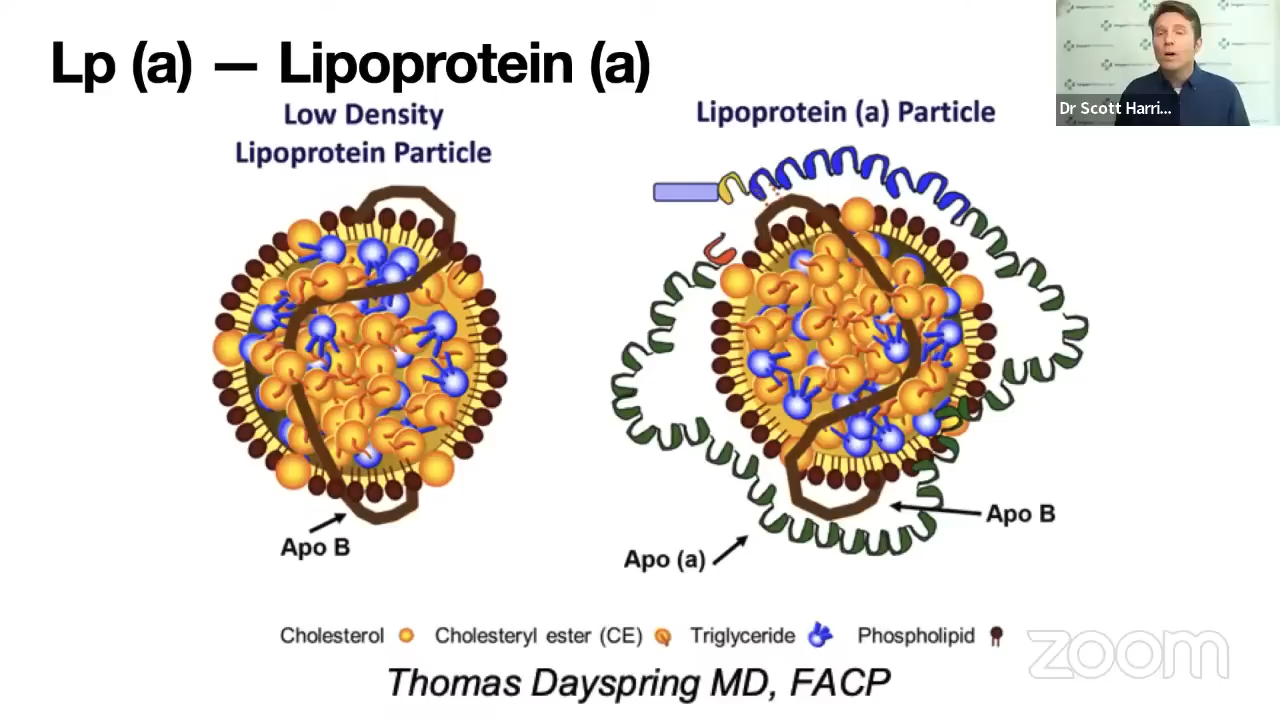 Lp (a) — Lipoprotein (a)
Dr Scott Harri...
Low Density
Lipoprotein Particle
Lipoprotein (a) Particle
Apo B
Apo (a)
Apo B
Cholesterol Cholesteryl ester (CE) Triglyceride Phospholipid
zoom
Thomas Dayspring MD, FACP